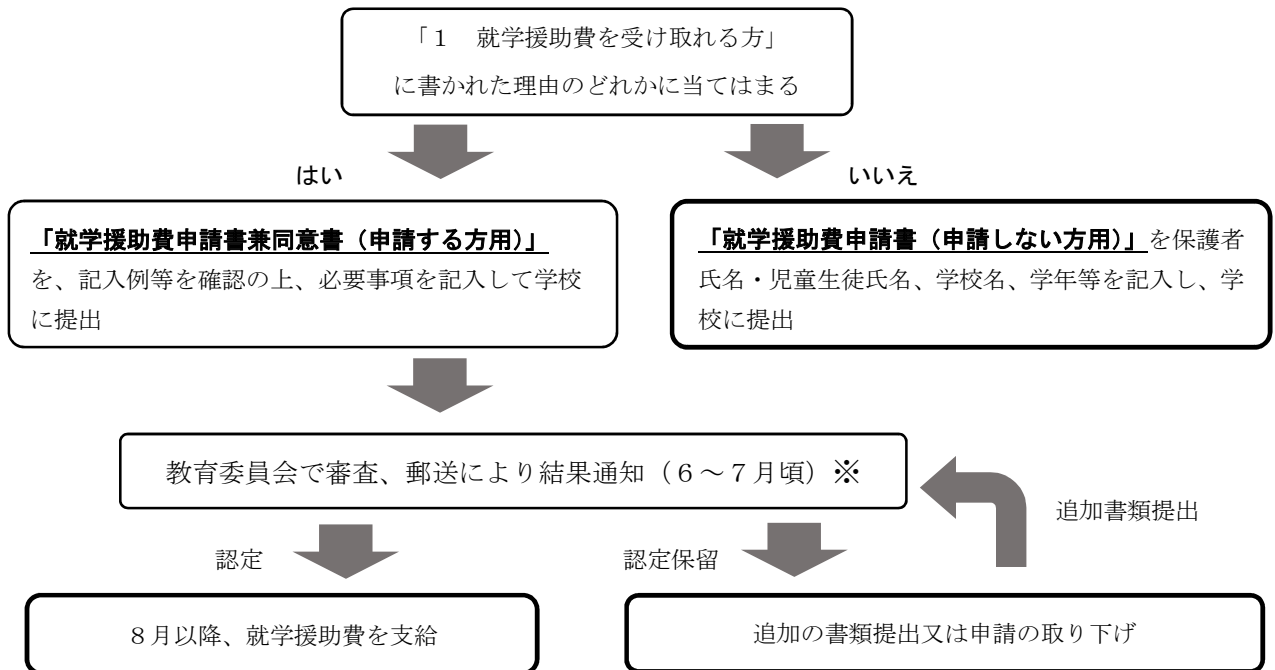 「１　就学援助費を受け取れる方」
に書かれた理由のどれかに当てはまる
はい
いいえ
「就学援助費申請書兼同意書（申請する方用）」
を、記入例等を確認の上、必要事項を記入して学校
に提出
「就学援助費申請書（申請しない方用）」を保護者
氏名・児童生徒氏名、学校名、学年等を記入し、学
校に提出
教育委員会で審査、郵送により結果通知（６～７月頃）※
追加書類提出
認定
認定保留
８月以降、就学援助費を支給
追加の書類提出又は申請の取り下げ